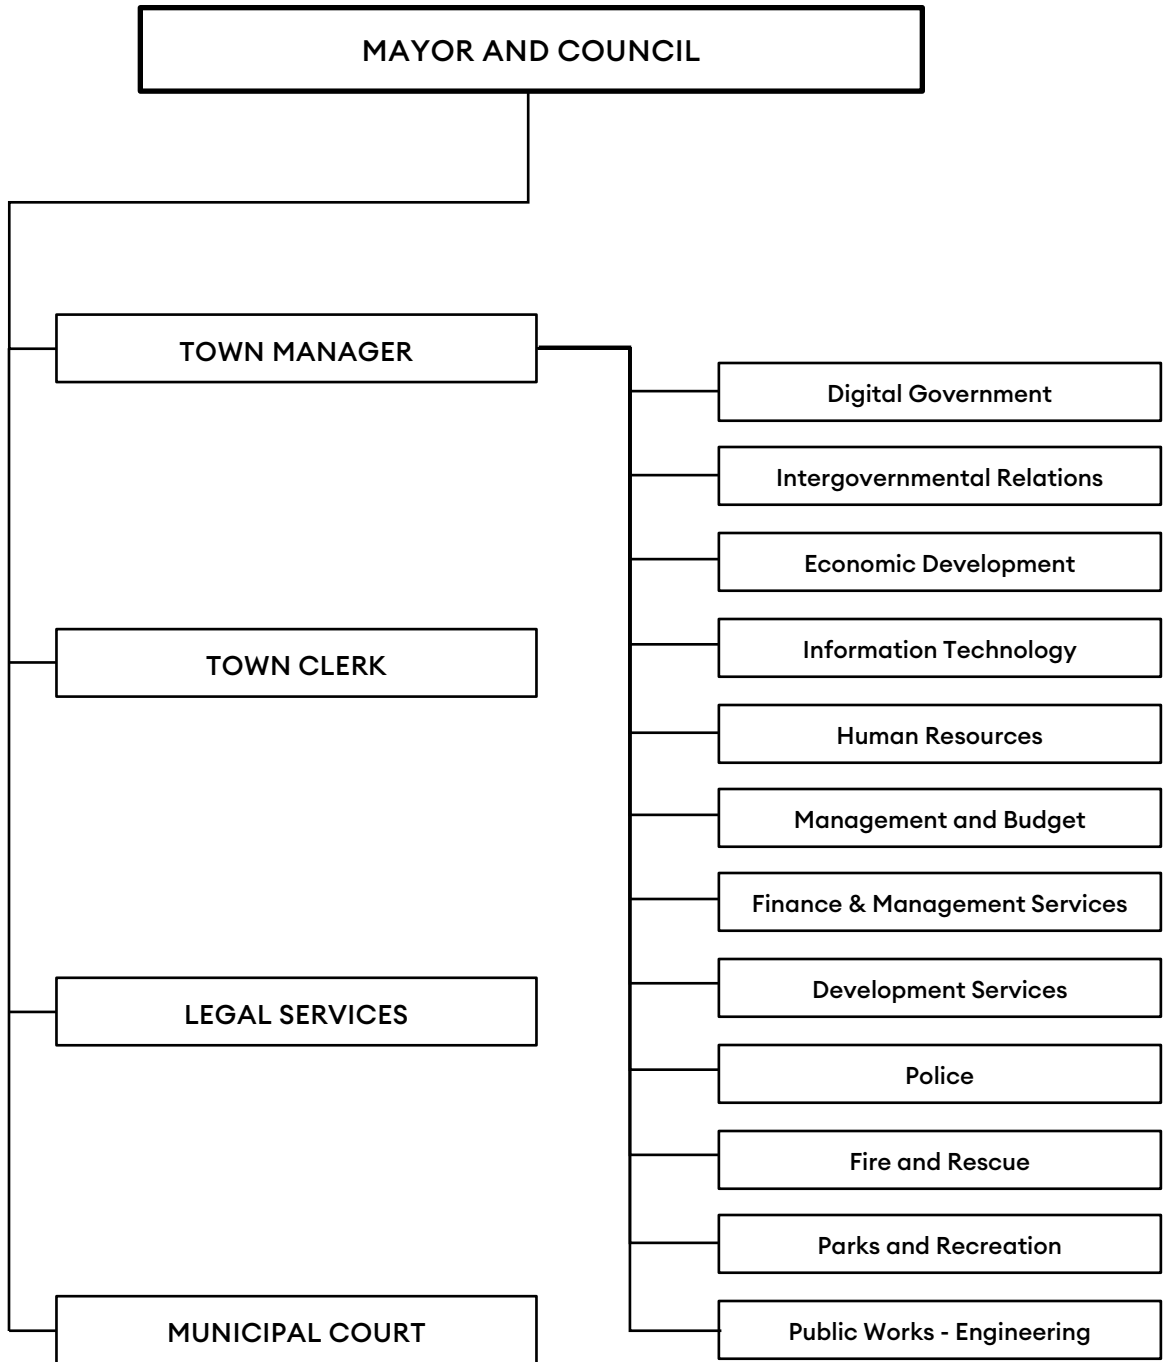 MAYOR AND COUNCIL
TOWN MANAGER
Digital Government
Intergovernmental Relations
Economic Development
Information Technology
TOWN CLERK
Human Resources
Management and Budget
Finance & Management Services
Development Services
LEGAL SERVICES
Police
Fire and Rescue
Parks and Recreation
Public Works - Engineering
MUNICIPAL COURT